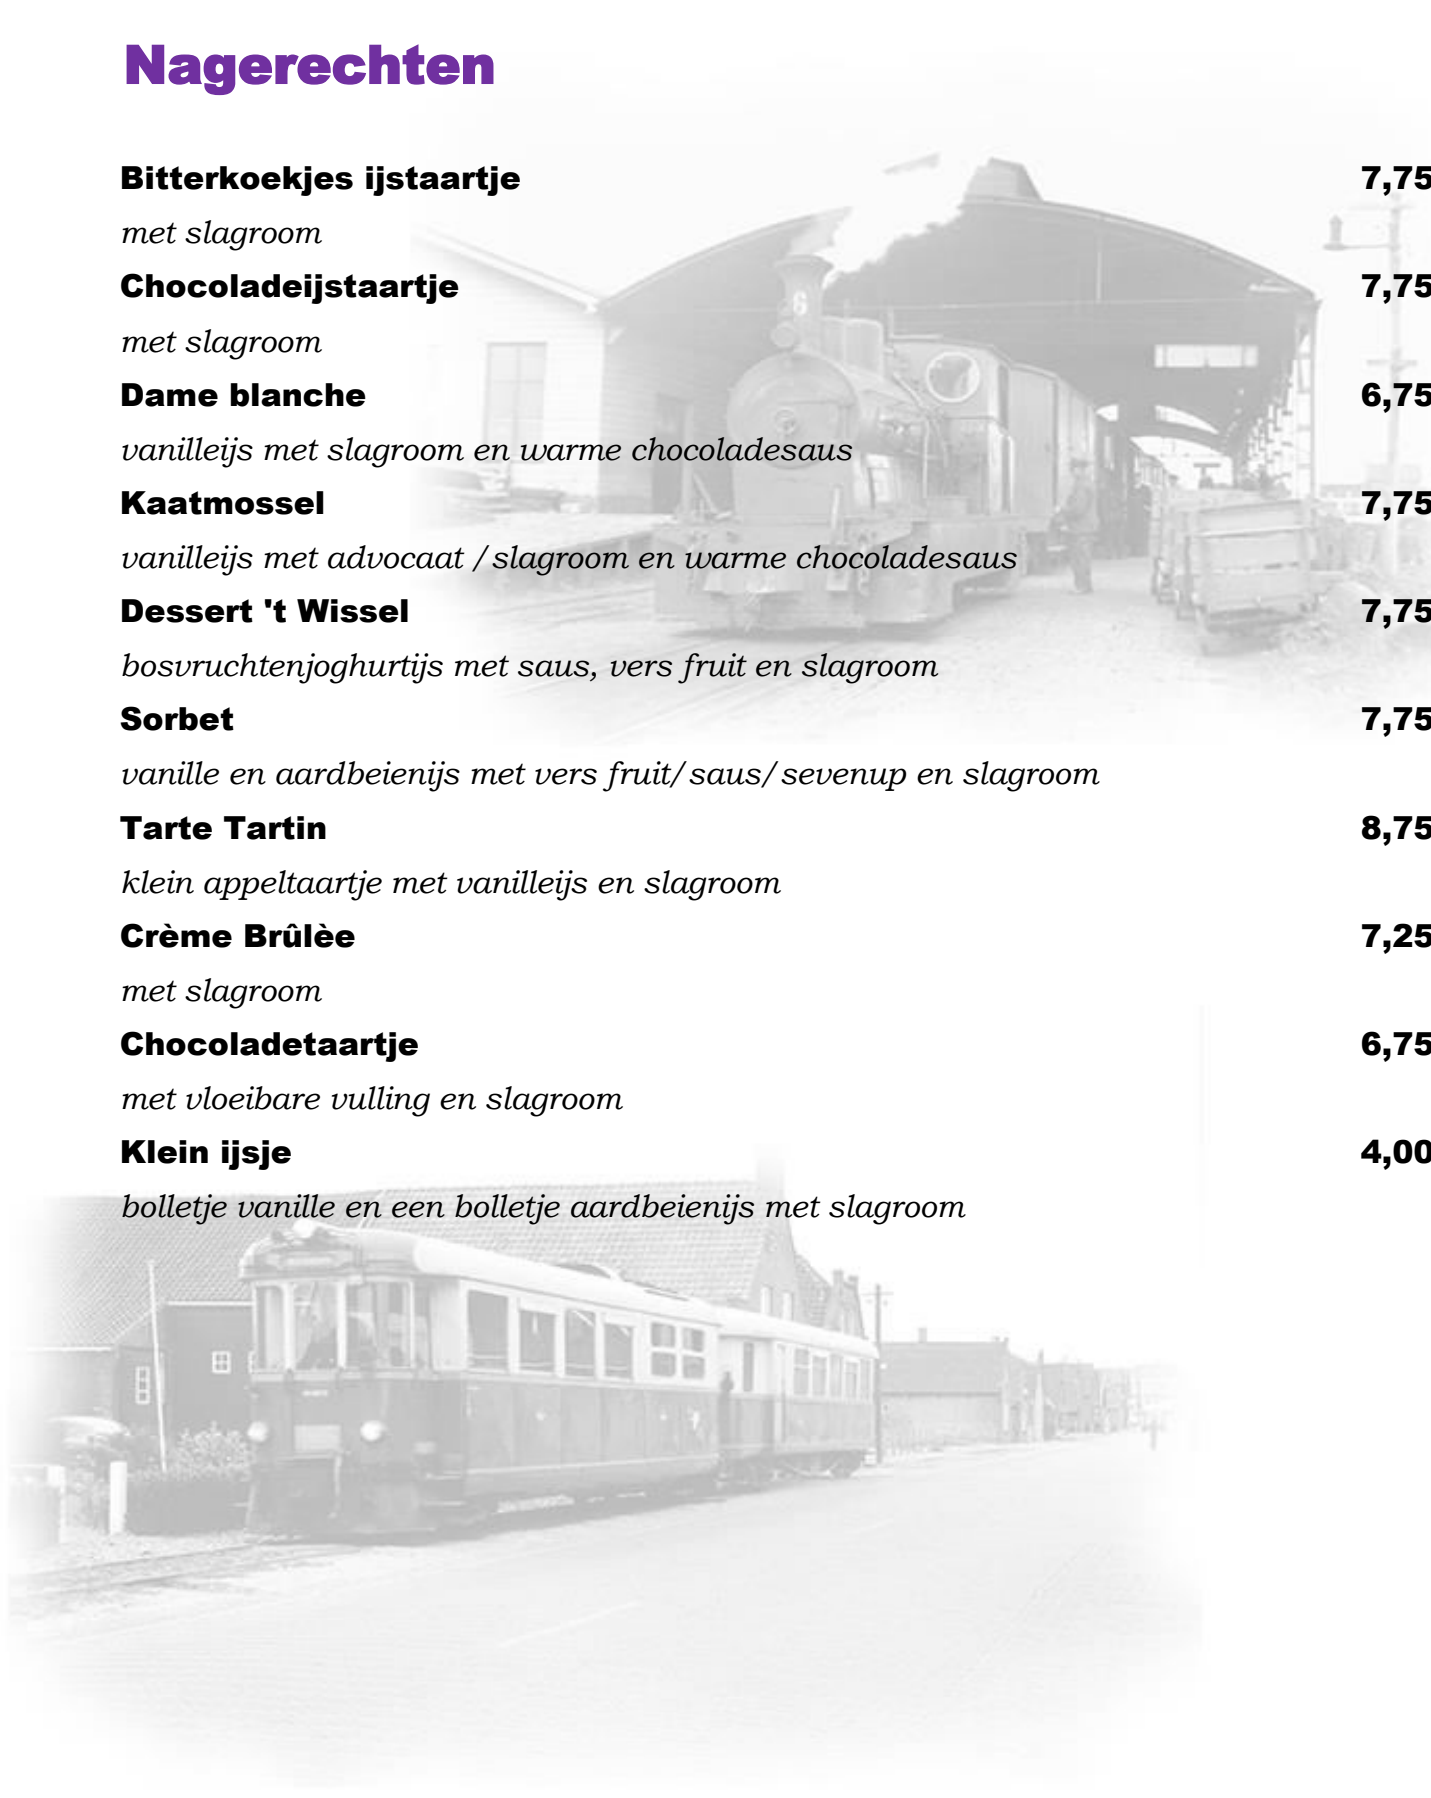 Nagerechten
Bitterkoekjes ijstaartje 7,75
met slagroom
Chocoladeijstaartje 7,75
met slagroom
Dame blanche 6,75
vanilleijs met slagroom en warme chocoladesaus
Kaatmossel 7,75
vanilleijs met advocaat /slagroom en warme chocoladesaus
Dessert 't Wissel 7,75
bosvruchtenjoghurtijs met saus, vers fruit en slagroom
Sorbet 7,75
vanille en aardbeienijs met vers fruit/saus/sevenup en slagroom
Tarte Tartin 8,75
klein appeltaartje met vanilleijs en slagroom
Crème Brûlèe 7,25
met slagroom
Chocoladetaartje 6,75
met vloeibare vulling en slagroom
Klein ijsje 4,00
bolletje vanille en een bolletje aardbeienijs met slagroom
6